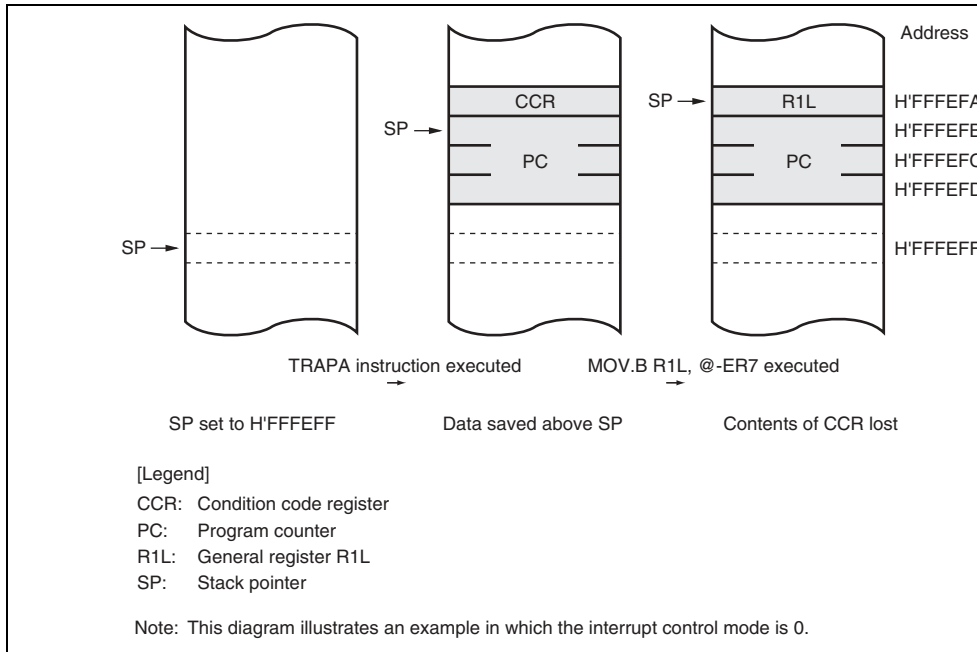 Address
CCR
SP
R1L
H'FFFEFA
SP
H'FFFEFB
PC
PC
H'FFFEFC
H'FFFEFD
SP
H'FFFEFF
TRAPA instruction executed
MOV.B R1L, @-ER7 executed
SP set to H'FFFEFF
Data saved above SP
Contents of CCR lost
[Legend]
CCR: Condition code register
PC: Program counter
R1L: General register R1L
SP: Stack pointer
Note: This diagram illustrates an example in which the interrupt control mode is 0.